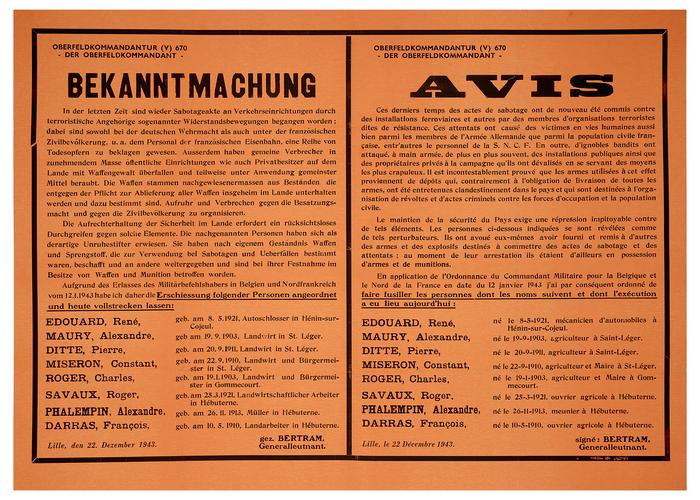 OBERFELDKOMMANDANTUR (V) 670
- DER OBERFELDKOMMANDANT -
BEKANNTMACHUNG
In der letzten Zeit sind wieder Sabotageakte an Verkehrseinrichtungen durch
terroristische Angehörige sogenannter Widerstandsbewegungen begangen worden;
dabei sind sowohl bei der deutschen Wehrmacht als auch unter der französischen
Zivilbevölkerung, u. a. dem Personal der französischen Eisenbahn, eine Reihe von
Todesopfern zu beklagen gewesen. Ausserdem haben gemeine Verbrecher in
zunehmendem Masse öffentliche Einrichtungen wie auch Privatbesitzer auf dem
Lande mit Waffengewalt überfallen und teilweise unter Anwendung gemeinster
Mittel beraubt. Die Waffen stammen nachgewiesenermassen aus Beständen die
entgegen der Pflicht zur Ablieferung aller Waffen insgeheim im Lande unterhalten
werden und dazu bestimmt sind, Aufruhr und Verbrechen gegen die Besatzungs-
macht und gegen die Zivilbevölkerung zu organisieren.
Die Aufrechterhaltung der Sicherheit im Lande erfordert ein rücksichtsloses
Durchgreifen gegen solche Elemente. Die nachgenannten Personen haben sich als
derartige Unruhestifter erwiesen. Sie haben nach eigenem Geständnis Waffen
und Sprengstoff, die zur Verwendung bei Sabotagen und Ueberfällen bestimmt
waren, beschafft und an andere weitergegeben und sind bei ihrer Festnahme im
Besitze von Waffen und Munition betroffen worden.
Aufgrund des Erlasses des Militärbefehlshabers in Belgien und Nordfrankreich
vom 12.1.1943 habe ich daher die Erschiessung folgender Personen angeordnet
und heute vollstrecken lassen:
EDOUARD, René, geb. am 8. 5.1921, Autoschlosser in Hénin-sur-
Cojeul.
MAURY, Alexandre, geb. am 19. 9.1903, Landwirt in St. Léger.
DITTE, Pierre, geb. am 20. 9.1911, Landwirt in St. Léger.
MISERON, Constant, geb. am 22.9.1910, Landwirt und Bürgermei-
ster in St. Léger.
ROGER, Charles, geb. am 19.1.1903, Landwirt und Bürgermei-
ster in Gommecourt.
SAVAUX, Roger, geb. am 28.3.1921, Landwirtschaftlicher Arbeiter
in Hébuterne.
PHALEMPIN, Alexandre, geb. am 26. 11. 1913, Müller in Hébuterne.
DARRAS, François, geb. am 10. 5. 1910, Landarbeiter in Hébuterne.
Lille, den 22. Dezember 1943.
gez. BERTRAM,
Generalleutnant.
OBERFELDKOMMANDANTUR (V) 670
- DER OBERFELDKOMMANDANT -
AVIS
Ces derniers temps des actes de sabotage ont de nouveau été commis contre
des installations ferroviaires et autres par des membres d'organisations terroristes
dites de résistance. Ces attentats ont causé des victimes en vies humaines aussi
bien parmi les membres de l'Armée Allemande que parmi la population civile fran-
çaise, entr'autres le personnel de la S. N. C. F. En outre, d'ignobles bandits ont
attaqué, à main armée, de plus en plus souvent, des installations publiques ainsi que
des propriétaires privés à la campagne qu'ils ont dévalisés en se servant des moyens
les plus crapuleux. Il est incontestablement prouvé que les armes utilisées à cet effet
proviennent de dépôts qui, contrairement à l'obligation de livraison de toutes les
armes, ont été entretenus clandestinement dans le pays et qui sont destinées à l'orga-
nisation de révoltes et d'actes criminels contre les forces d'occupation et la population
civile.
Le maintien de la sécurité du Pays exige une répression impitoyable contre
de tels éléments. Les personnes ci-dessous indiquées se sont révélées comme
de tels perturbateurs. Ils ont avoué eux-mêmes avoir fourni et remis à d'autres
des armes et des explosifs destinés à commettre des actes de sabotage et des
attentats ; au moment de leur arrestation ils étaient d'ailleurs en possession
d'armes et de munitions.
En application de l'Ordonnance du Commandant Militaire pour la Belgique et
le Nord de la France en date du 12 janvier 1943 j'ai par conséquent ordonné de
faire fusiller les personnes dont les noms suivent et dont l'exécution
a eu lieu aujourd'hui :
EDOUARD, René, né le 8-5-1921, mécanicien d'automobiles à
Hénin-sur-Cojeul.
MAURY, Alexandre, né le 19-9-1903, agriculteur à Saint-Léger.
DITTE, Pierre, né le 20-9-1911, agriculteur à Saint-Léger.
MISERON, Constant, né le 22-9-1910, agriculteur et Maire à St-Léger.
ROGER, Charles, né le 19-1-1903, agriculteur et Maire à Gom-
mecourt.
SAVAUX, Roger, né le 28-3-1921, ouvrier agricole à Hébuterne.
PHALEMPIN, Alexandre, né le 26-11-1913, meunier à Hébuterne.
DARRAS, François, né le 10-5-1910, ouvrier agricole à Hébuterne.
Lille, le 22 Décembre 1943.
signé : BERTRAM,
Generalleutnant.